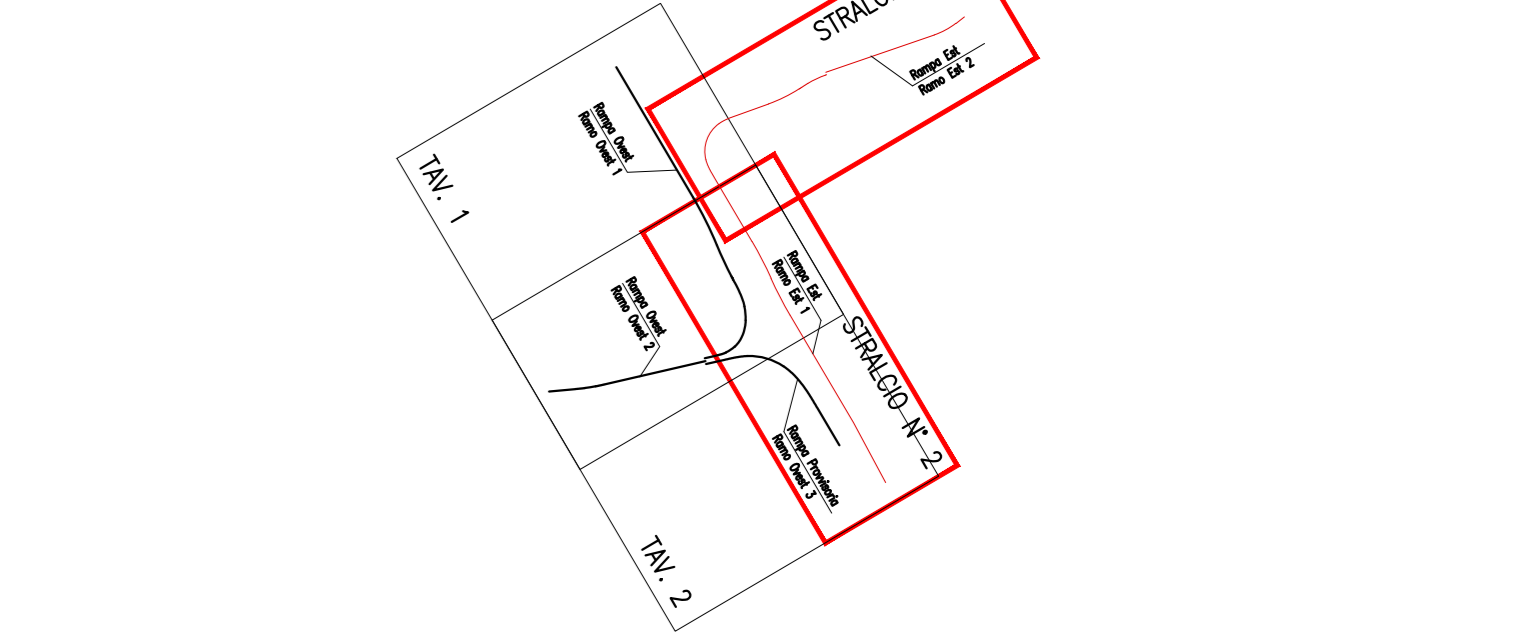 Rampa Est
Ramo Est 2
Rampa Ovest
Ramo Ovest 1
TAV. 1
Rampa Est
Ramo Est 1
Rampa Ovest
Ramo Ovest 2
STRALCIO N° 2
Rampa Provvisoria
Ramo Ovest 3
TAV. 2